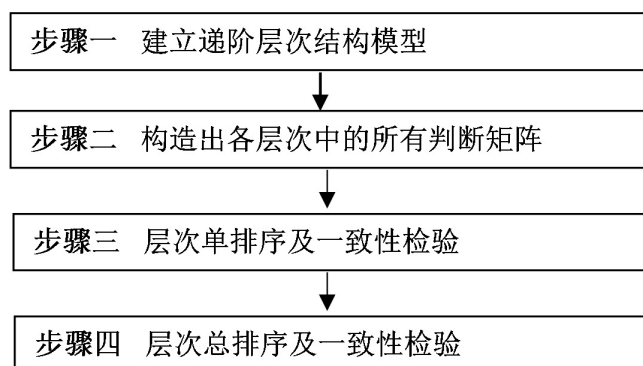 步骤一 建立递阶层次结构模型
步骤二 构造出各层次中的所有判断矩阵
步骤三 层次单排序及一致性检验
步骤四 层次总排序及一致性检验